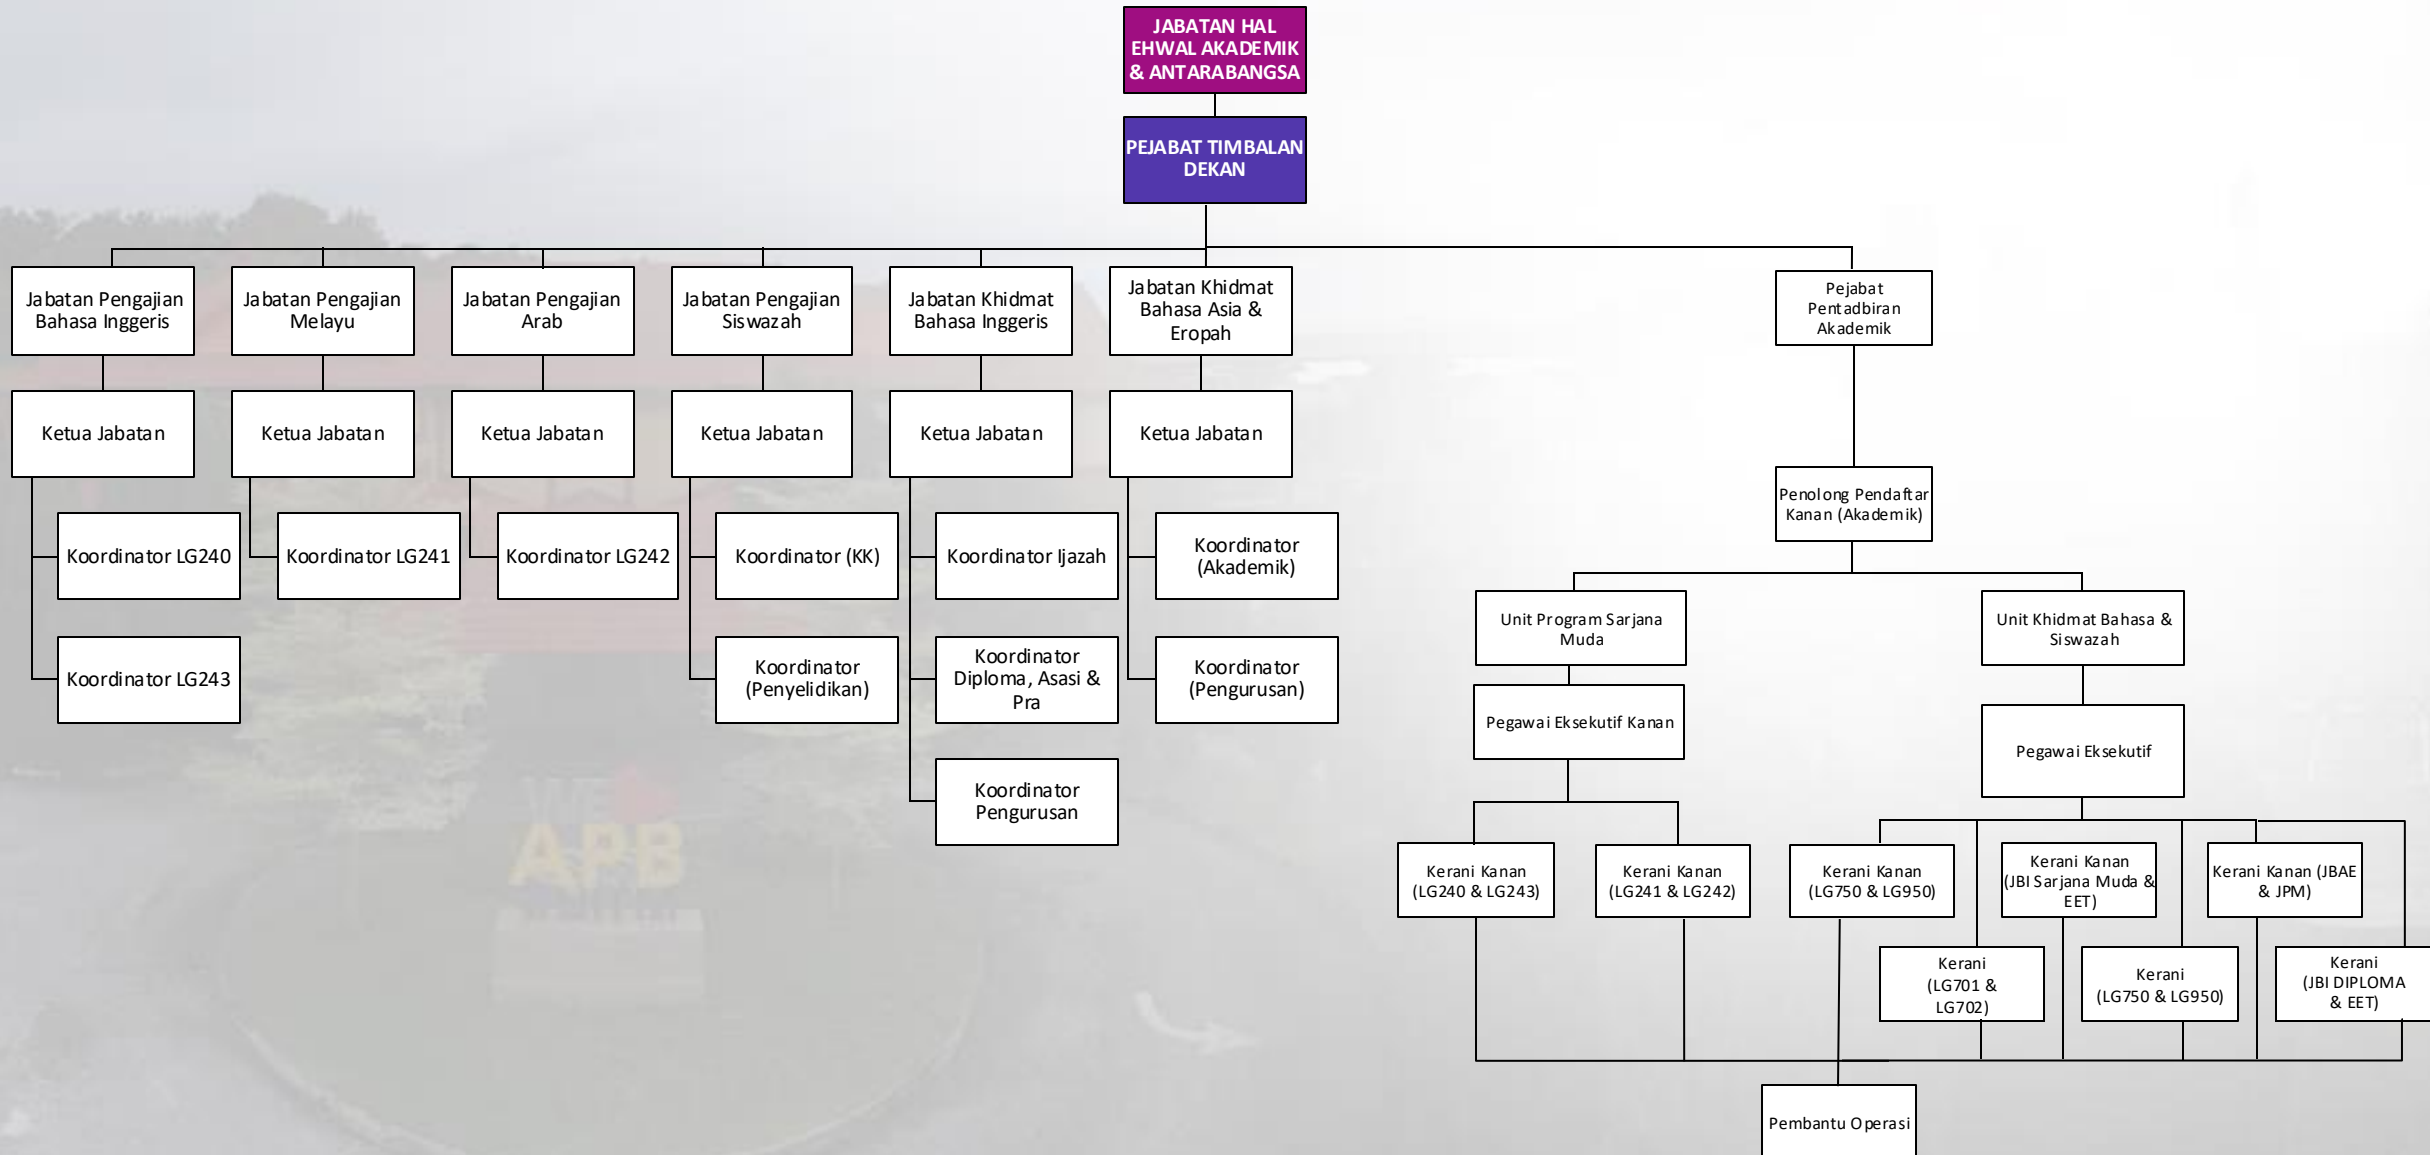 JABATAN HAL
EHWAL AKADEMIK
& ANTARABANGSA
PEJABAT TIMBALAN
DEKAN
Jabatan Pengajian
Bahasa Inggeris
Jabatan Pengajian
Melayu
Jabatan Pengajian
Arab
Jabatan Pengajian
Siswazah
Jabatan Khidmat
Bahasa Inggeris
Jabatan Khidmat
Bahasa Asia &
Eropah
Pejabat
Pentadbiran
Akademik
Ketua Jabatan
Ketua Jabatan
Ketua Jabatan
Ketua Jabatan
Ketua Jabatan
Ketua Jabatan
Penolong Pendaftar
Kanan (Akademik)
Koordinator LG240
Koordinator LG241
Koordinator LG242
Koordinator (KK)
Koordinator Ijazah
Koordinator
(Akademik)
Koordinator LG243
Koordinator
(Penyelidikan)
Koordinator
Diploma, Asasi &
Pra
Koordinator
(Pengurusan)
Koordinator
Pengurusan
Unit Program Sarjana
Muda
Unit Khidmat Bahasa &
Siswazah
Pegawai Eksekutif Kanan
Pegawai Eksekutif
Kerani Kanan
(LG240 & LG243)
Kerani Kanan
(LG241 & LG242)
Kerani Kanan
(LG750 & LG950)
Kerani Kanan
(JBI Sarjana Muda &
EET)
Kerani Kanan (JBAE
& JPM)
Kerani
(LG701 &
LG702)
Kerani
(LG750 & LG950)
Kerani
(JBI DIPLOMA
& EET)
Pembantu Operasi
APB